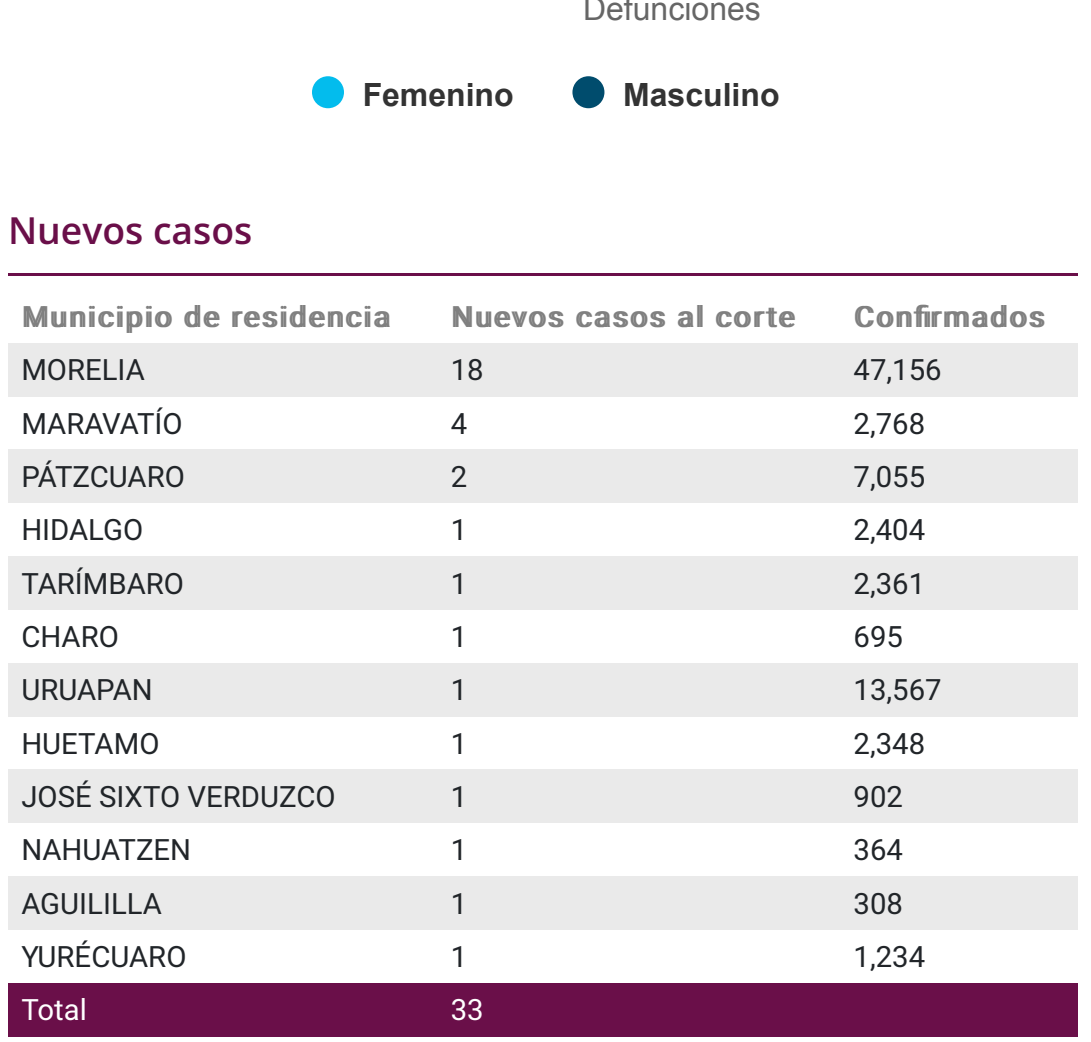 Defunciones
Femenino Masculino
Nuevos casos
Municipio de residencia Nuevos casos al corte Confirmados
MORELIA 18 47,156
MARAVATÍO 4 2,768
PÁTZCUARO 2 7,055
HIDALGO 1 2,404
TARÍMBARO 1 2,361
CHARO 1 695
URUAPAN 1 13,567
HUETAMO 1 2,348
JOSÉ SIXTO VERDUZCO 1 902
NAHUATZEN 1 364
AGUILILLA 1 308
YURÉCUARO 1 1,234
Total 33